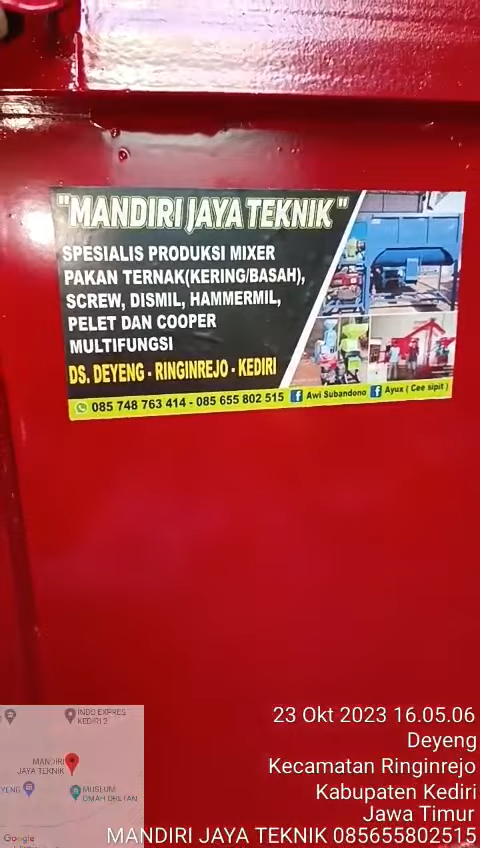 "MANDIRI JAYA TEKNIK"
SPESIALIS PRODUKSI MIXER
PAKAN TERNAK(KERING/BASAH),
SCREW, DISMIL, HAMMERMIL,
PELET DAN COOPER
MULTIFUNGSI
DS. DEYENG - RINGINREJO - KEDIRI
085 748 763 414 - 085 655 802 515 Awi Subandono Ayux ( Cee sipit )
23 Okt 2023 16.05.06
Deyeng
Kecamatan Ringinrejo
Kabupaten Kediri
Jawa Timur
MANDIRI JAYA TEKNIK 085655802515
INDO EXPRES
KEDIRI 2
MANDIRI
JAYA TEKNIK
YENG
MUSEUM
Google